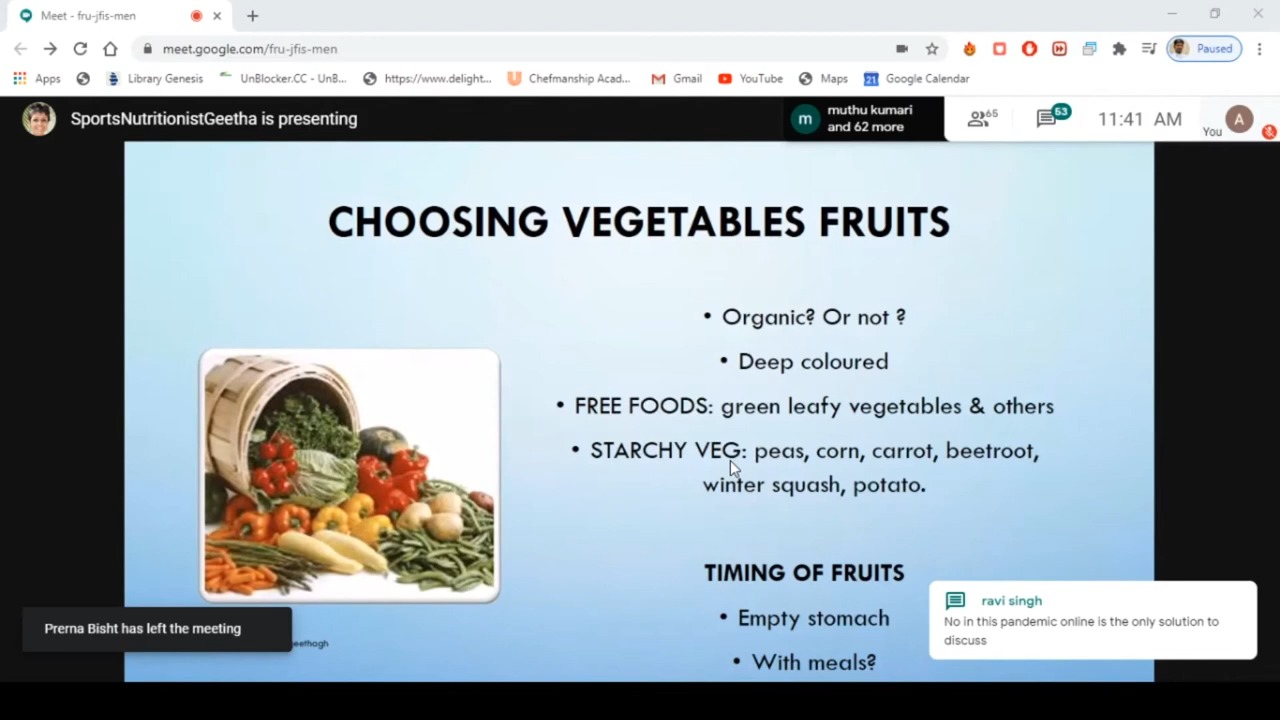 Meet - fru-jfis-men
meet.google.com/fru-jfis-men
Paused
Apps
Library Genesis
UnBlocker.CC - UnB...
https://www.delight...
Chefmanship Acad...
Gmail
YouTube
Maps
21
Google Calendar
SportsNutritionistGeetha is presenting
m
muthu kumari
and 62 more
65
53
11:41 AM
You
A
CHOOSING VEGETABLES FRUITS
• Organic? Or not ?
• Deep coloured
• FREE FOODS: green leafy vegetables & others
• STARCHY VEG: peas, corn, carrot, beetroot,
winter squash, potato.
TIMING OF FRUITS
• Empty stomach
• With meals?
ravi singh
No in this pandemic online is the only solution to
discuss
Prerna Bisht has left the meeting
eethagh